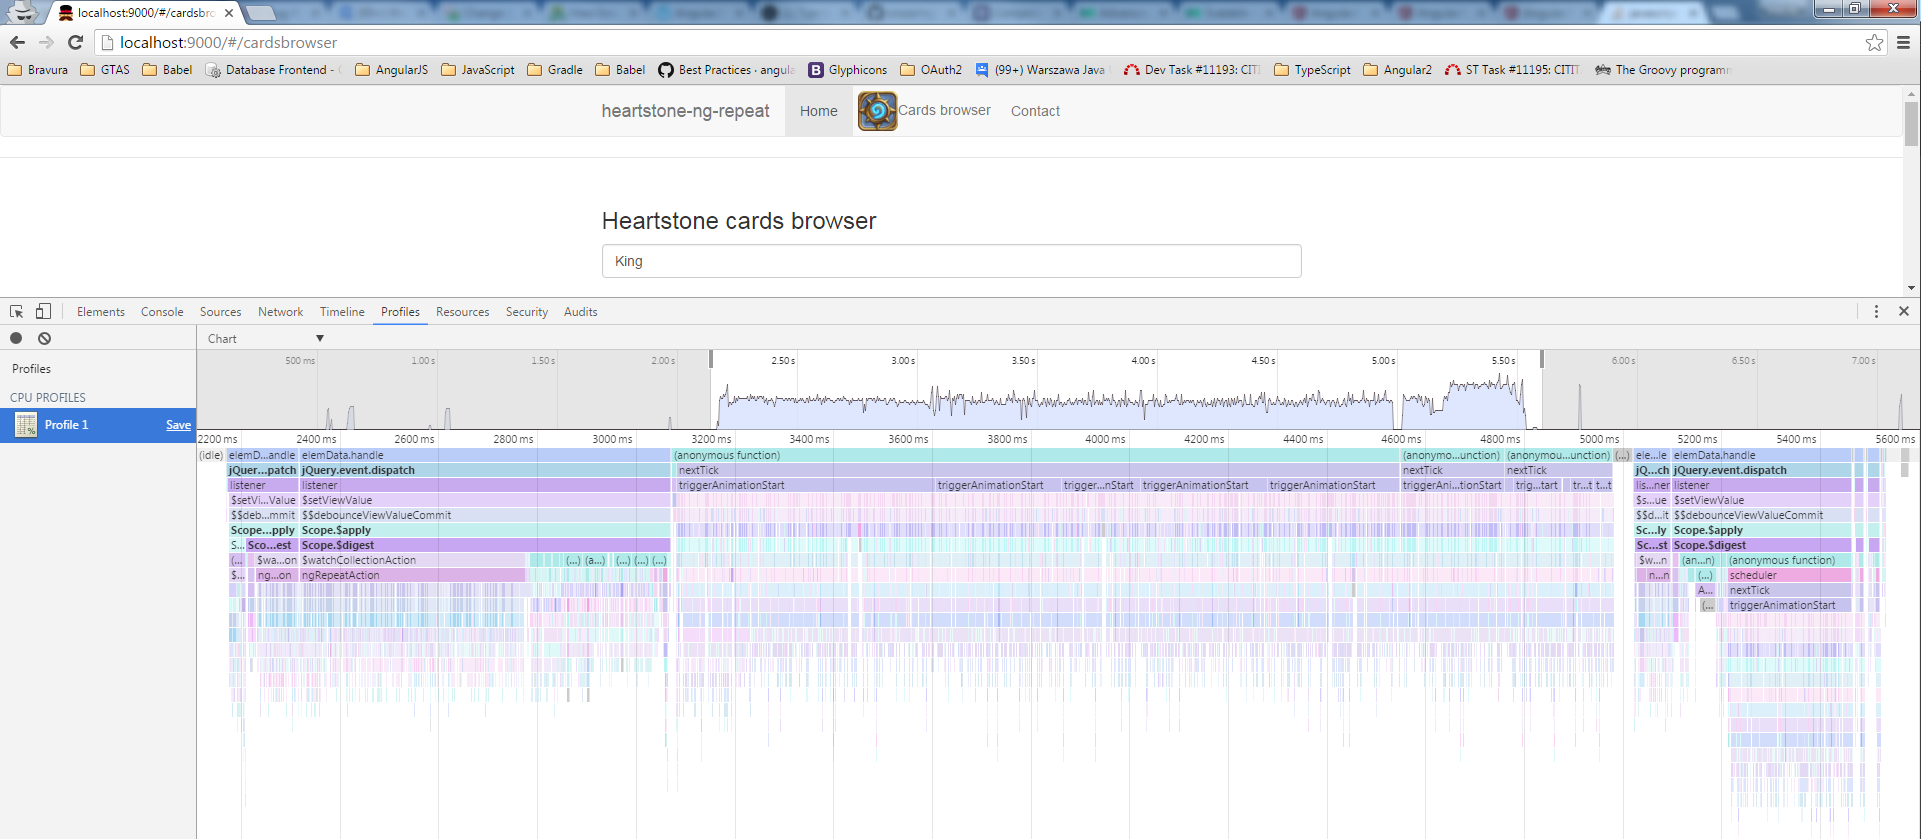 localhost:9000/#/cardsbro
localhost:9000/#/cardsbrowser
Bravura GTAS Babel Database Frontend - AngularJS JavaScript Gradle Babel Best Practices · angula Glyphicons OAuth2 (99+) Warszawa Java Dev Task #11193: CITI TypeScript Angular2 ST Task #11195: CITIT The Groovy programm
heartstone-ng-repeat Home Cards browser Contact
Heartstone cards browser
King
Elements Console Sources Network Timeline Profiles Resources Security Audits
Chart ▼
Profiles
CPU PROFILES
Profile 1 Save
500 ms 1.00 s 1.50 s 2.00 s 2.50 s 3.00 s 3.50 s 4.00 s 4.50 s 5.00 s 5.50 s 6.00 s 6.50 s 7.00 s
2200 ms 2400 ms 2600 ms 2800 ms 3000 ms 3200 ms 3400 ms 3600 ms 3800 ms 4000 ms 4200 ms 4400 ms 4600 ms 4800 ms 5000 ms 5200 ms 5400 ms 5600 ms
(idle) elemD...andle elemData.handle (anonymous function) (anonym...unction) (anonymou...unction) (...) ele...le elemData.handle
jQuer...patch jQuery.event.dispatch nextTick nextTick nextTick jQ...ch jQuery.event.dispatch
listener listener triggerAnimationStart triggerAnimationStart trigger...nStart triggerAnimationStart triggerAnimationStart triggerAni...tionStart trig...tart tr...t t...t lis...ner listener
$setVi...Value $setViewValue $s...ue $setViewValue
$$deb...mmit $$debounceViewValueCommit $$d...it $$debounceViewValueCommit
Scope...pply Scope.$apply Sc...ly Scope.$apply
S... Sco...est Scope.$digest Sc...st Scope.$digest
(... $wa...on $watchCollectionAction (...) (a...) (...) (...) (...) $w...n (an...n) (anonymous function)
$... ng...on ngRepeatAction n...n (...) scheduler
A... nextTick
(... triggerAnimationStart